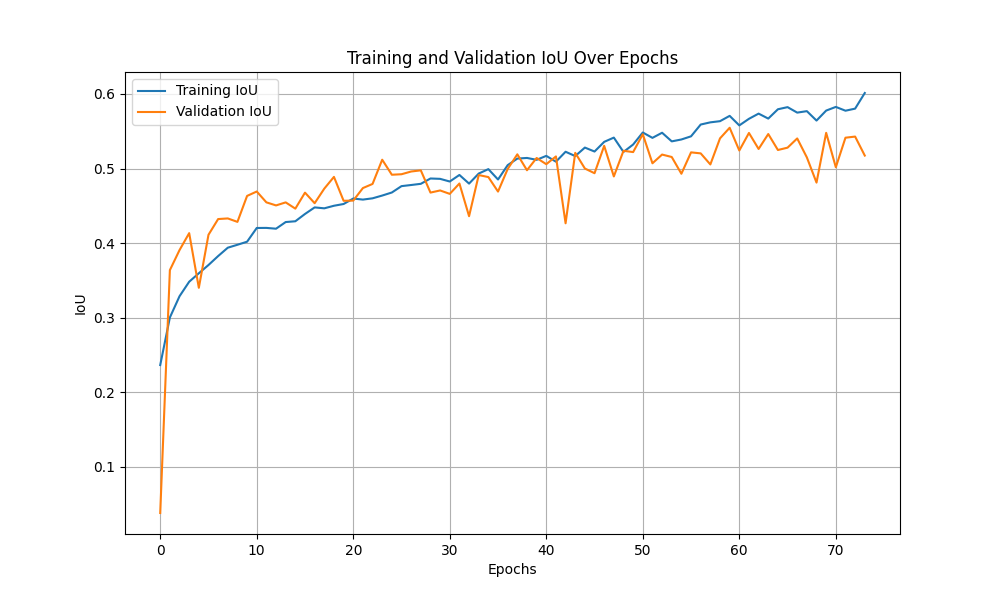 Training and Validation IoU Over Epochs
Training IoU
Validation IoU
0.6
0.5
0.4
0.3
0.2
0.1
IoU
0 10 20 30 40 50 60 70
Epochs